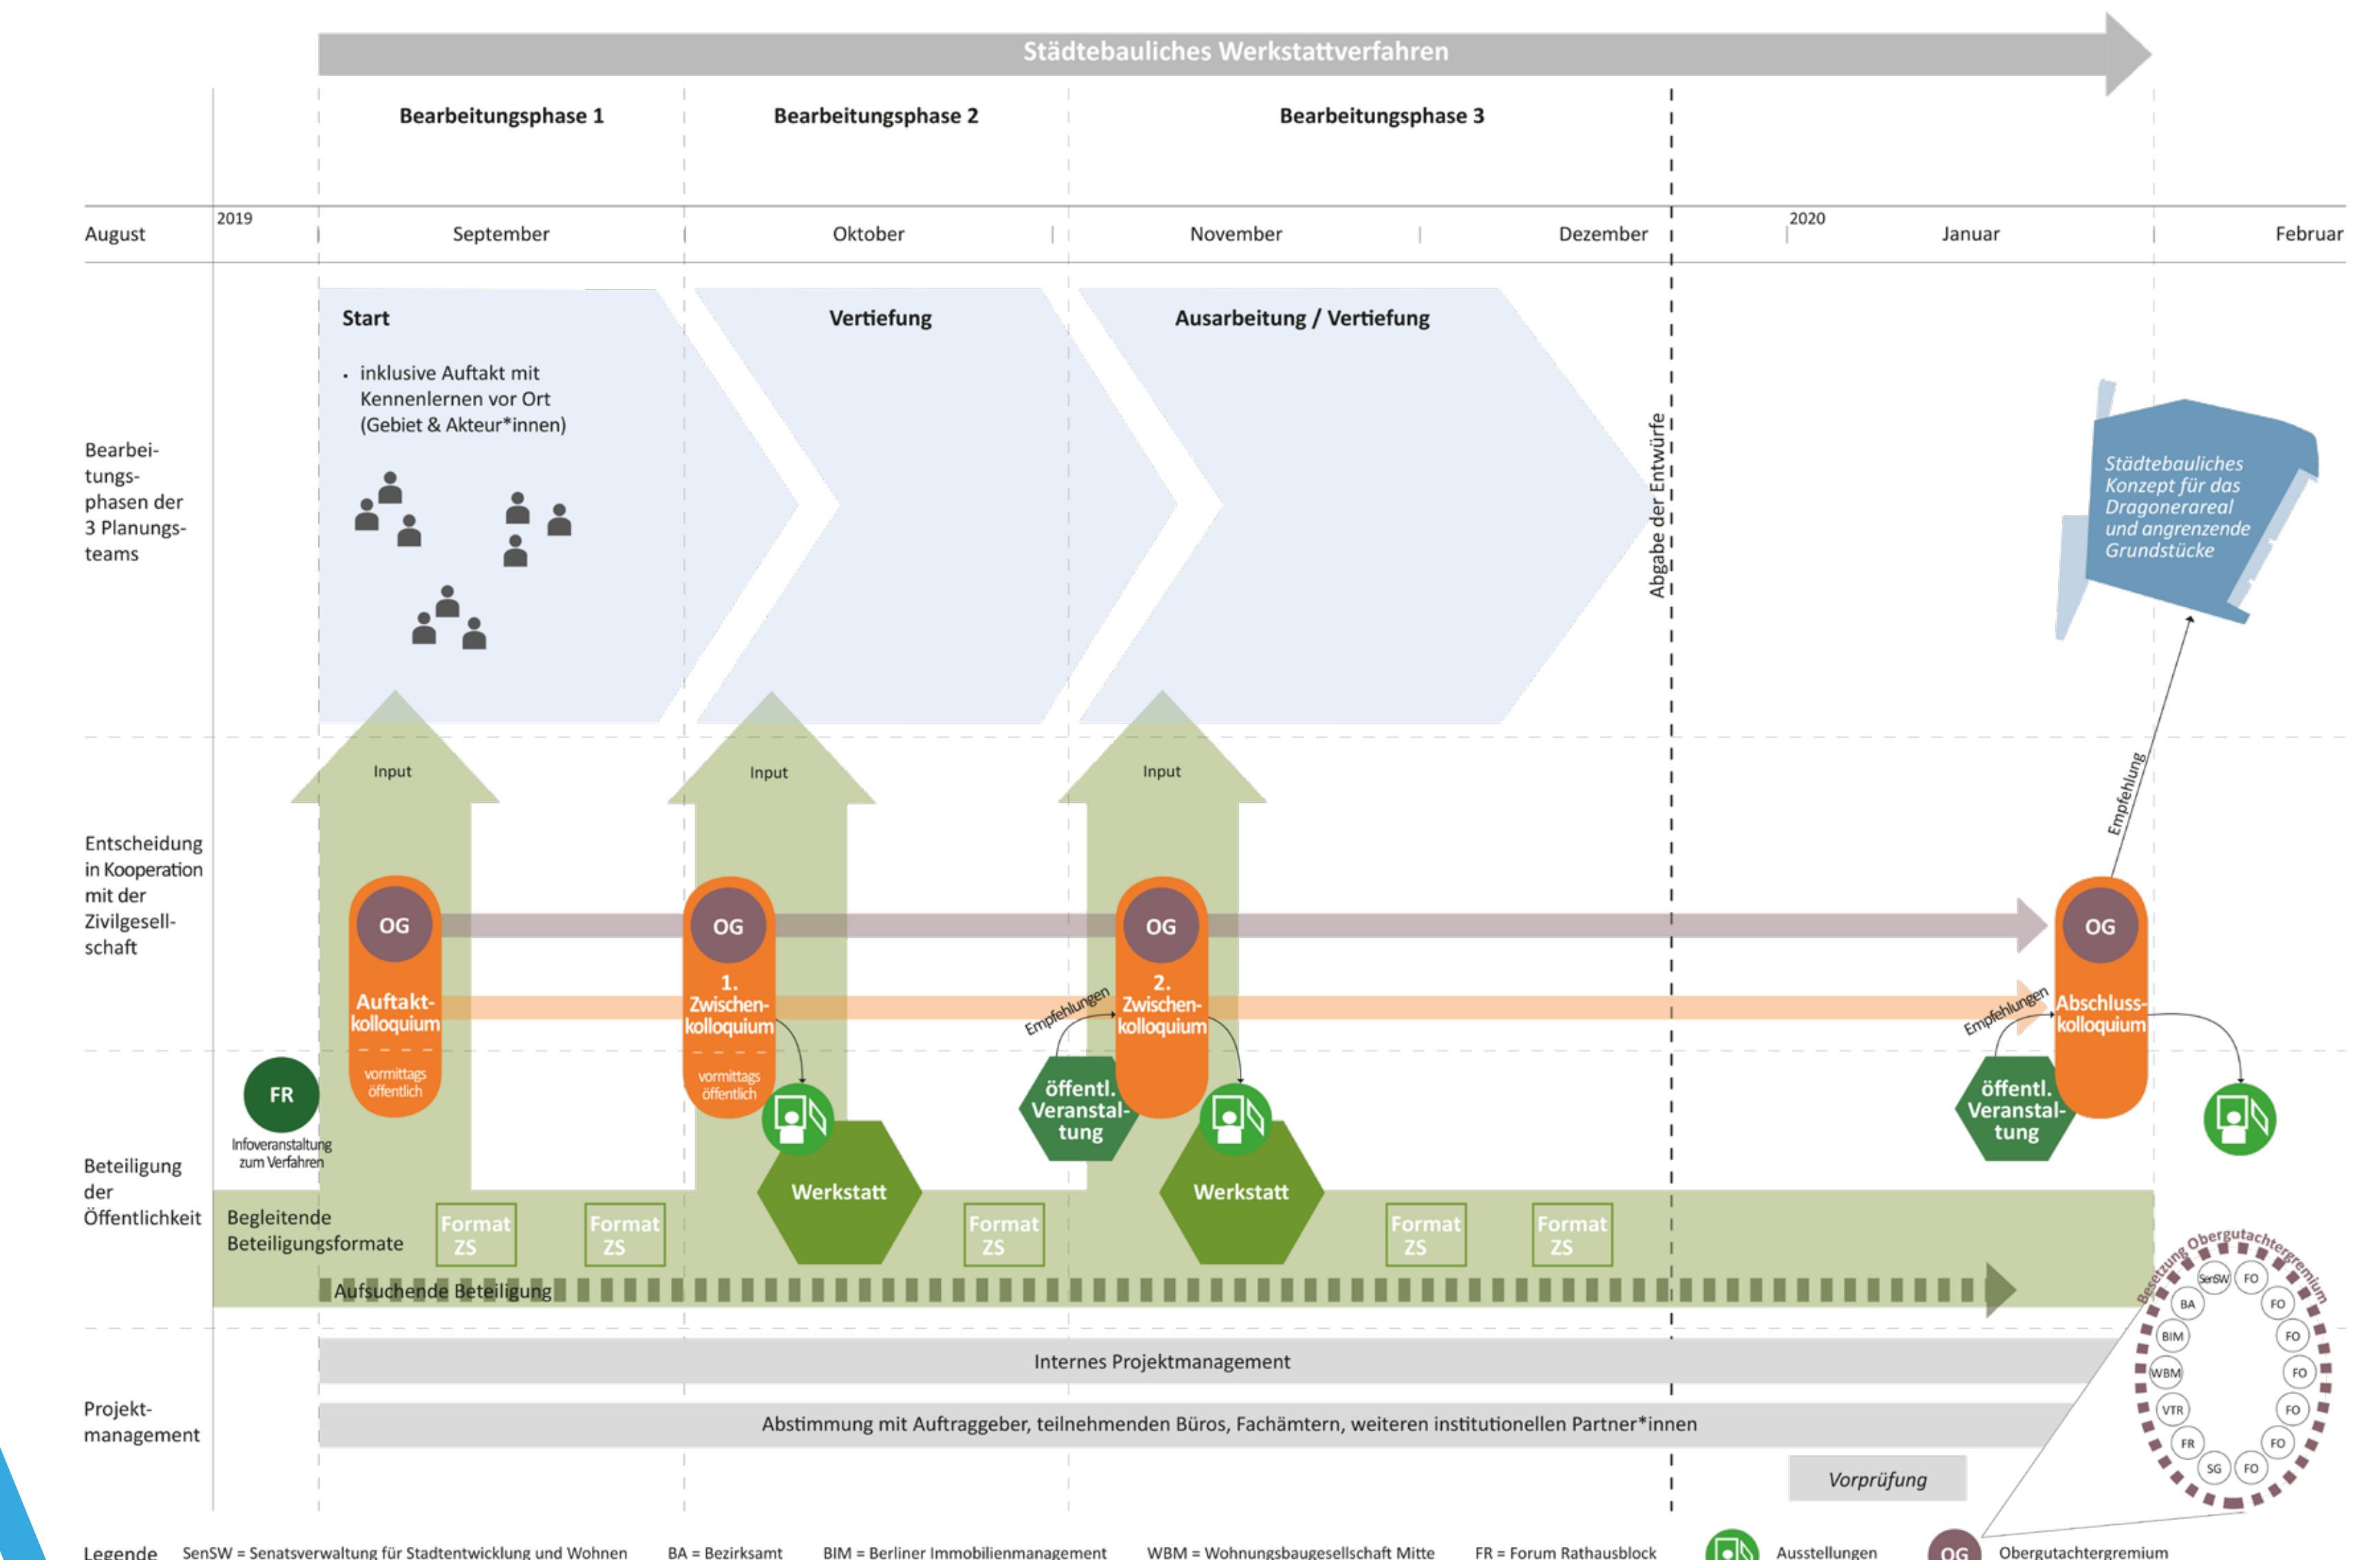 Städtebauliches Werkstattverfahren
Bearbeitungsphase 1
Bearbeitungsphase 2
Bearbeitungsphase 3
2019
2020
August
September
Oktober
November
Dezember
Januar
Februar
Bearbei-
tungs-
phasen der
3 Planungs-
teams
Start
• inklusive Auftakt mit
Kennenlernen vor Ort
(Gebiet & Akteur*innen)
Vertiefung
Ausarbeitung / Vertiefung
Abgabe der Entwürfe
Städtebauliches
Konzept für das
Dragonerareal
und angrenzende
Grundstücke
Input
Input
Input
Empfehlung
Entscheidung
in Kooperation
mit der
Zivilgesell-
schaft
OG
Auftakt-
kolloquium
vormittags
öffentlich
OG
1.
Zwischen-
kolloquium
vormittags
öffentlich
Empfehlungen
OG
2.
Zwischen-
kolloquium
Empfehlungen
OG
Abschluss-
kolloquium
Beteiligung
der
Öffentlichkeit
FR
Infoveranstaltung
zum Verfahren
öffentl.
Veranstal-
tung
öffentl.
Veranstal-
tung
Werkstatt
Werkstatt
Begleitende
Beteiligungsformate
Format
ZS
Format
ZS
Format
ZS
Format
ZS
Format
ZS
Aufsuchende Beteiligung
Besetzung Obergutachtergremium
SenSW
FO
BA
FO
BIM
FO
WBM
FO
VTR
FO
FR
FO
SG
FO
Projekt-
management
Internes Projektmanagement
Abstimmung mit Auftraggeber, teilnehmenden Büros, Fachämtern, weiteren institutionellen Partner*innen
Vorprüfung
Legende
SenSW = Senatsverwaltung für Stadtentwicklung und Wohnen
BA = Bezirksamt
BIM = Berliner Immobilienmanagement
WBM = Wohnungsbaugesellschaft Mitte
FR = Forum Rathausblock
Ausstellungen
OG
Obergutachtergremium